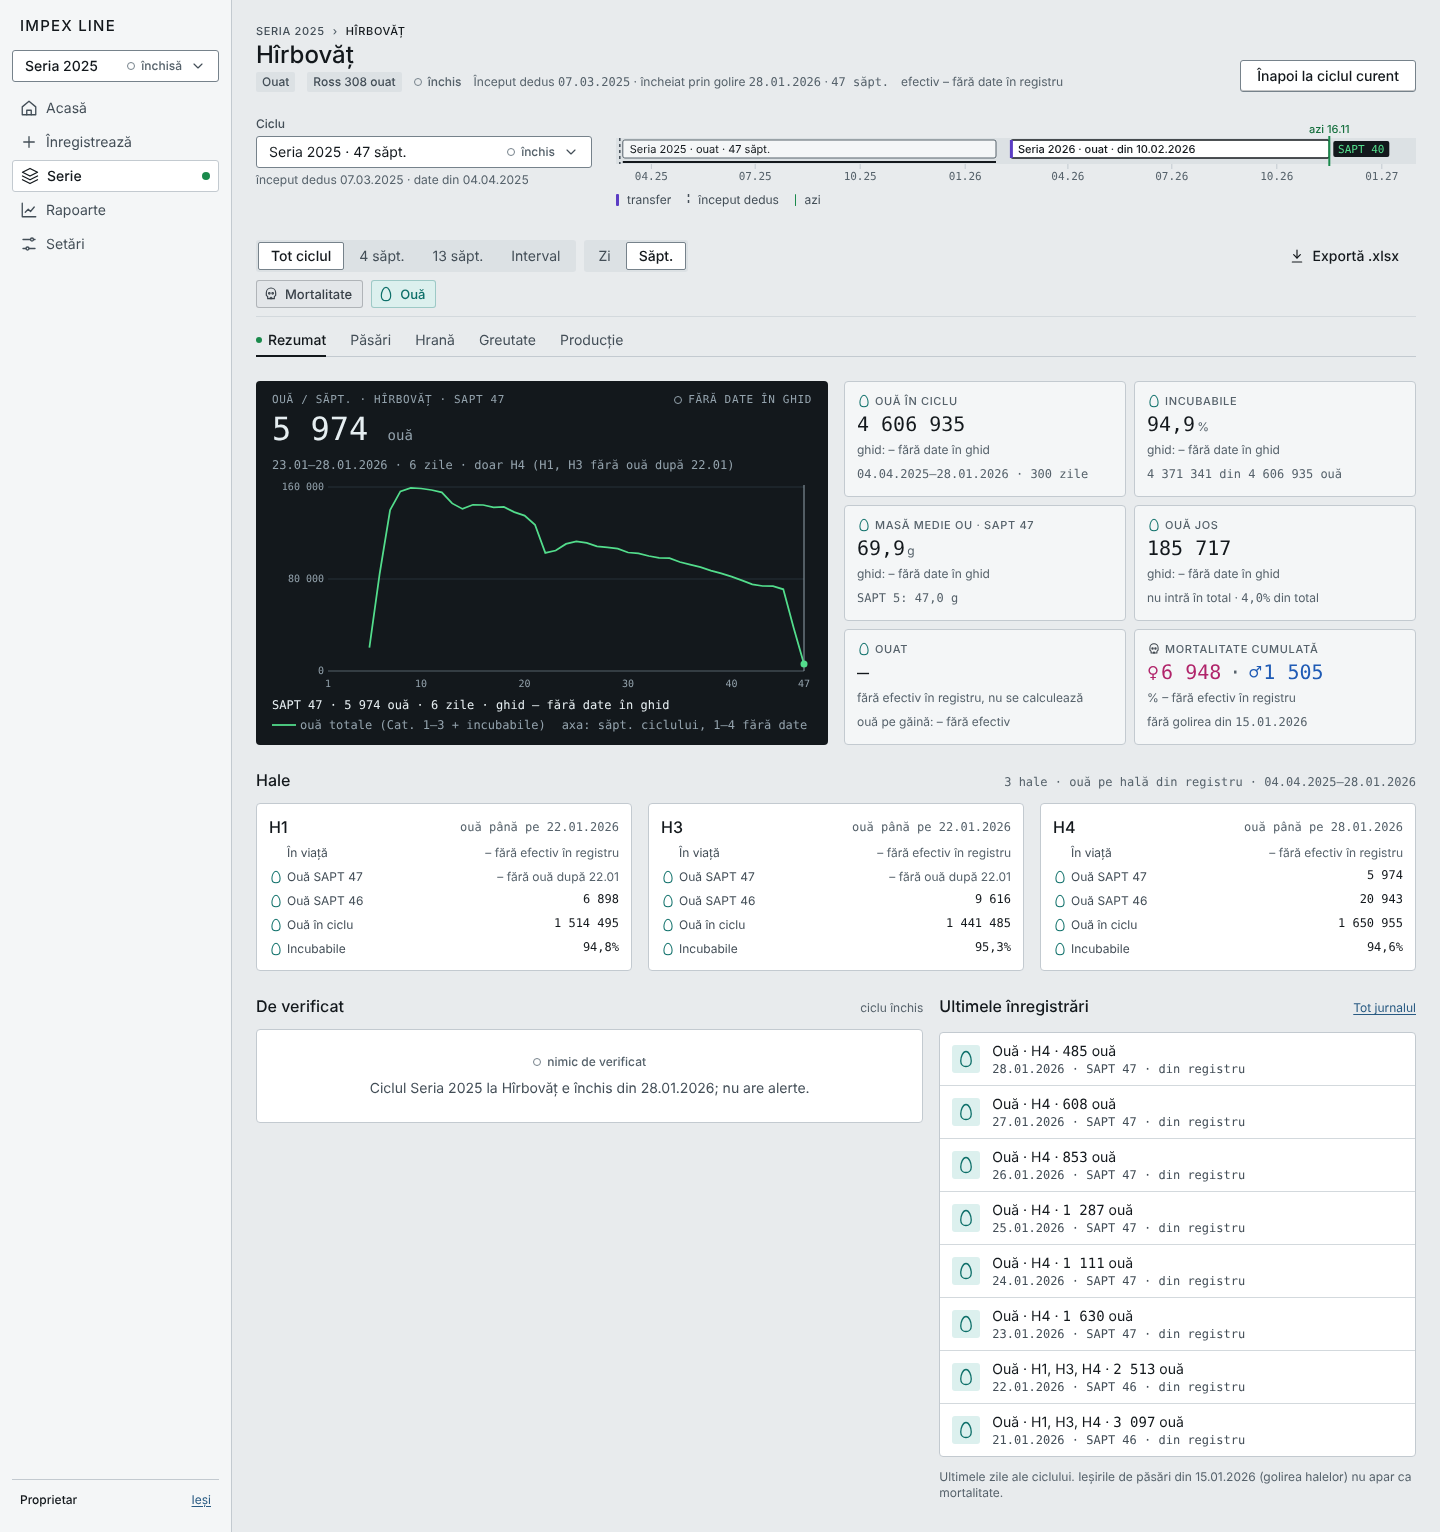 IMPEX LINE
Seria 2025 închisă
Acasă
Înregistrează
Serie
Rapoarte
Setări
Proprietar Ieși
SERIA 2025 › HÎRBOVĂȚ
Hîrbovăț
Ouat Ross 308 ouat închis Început dedus 07.03.2025 · încheiat prin golire 28.01.2026 · 47 săpt. efectiv – fără date în registru
Înapoi la ciclul curent
Ciclu
Seria 2025 · 47 săpt. închis
început dedus 07.03.2025 · date din 04.04.2025
azi 16.11
Seria 2025 · ouat · 47 săpt.
Seria 2026 · ouat · din 10.02.2026
SAPT 40
04.25 07.25 10.25 01.26 04.26 07.26 10.26 01.27
transfer început dedus azi
Tot ciclul 4 săpt. 13 săpt. Interval Zi Săpt.
Exportă .xlsx
Mortalitate Ouă
Rezumat Păsări Hrană Greutate Producție
OUĂ / SĂPT. · HÎRBOVĂȚ · SAPT 47 FĂRĂ DATE ÎN GHID
5 974 ouă
23.01–28.01.2026 · 6 zile · doar H4 (H1, H3 fără ouă după 22.01)
160 000
80 000
0
1 10 20 30 40 47
SAPT 47 · 5 974 ouă · 6 zile · ghid – fără date în ghid
ouă totale (Cat. 1–3 + incubabile) axa: săpt. ciclului, 1–4 fără date
OUĂ ÎN CICLU
4 606 935
ghid: – fără date în ghid
04.04.2025–28.01.2026 · 300 zile
INCUBABILE
94,9 %
ghid: – fără date în ghid
4 371 341 din 4 606 935 ouă
MASĂ MEDIE OU · SAPT 47
69,9 g
ghid: – fără date în ghid
SAPT 5: 47,0 g
OUĂ JOS
185 717
ghid: – fără date în ghid
nu intră în total · 4,0% din total
OUAT
–
fără efectiv în registru, nu se calculează
ouă pe găină: – fără efectiv
MORTALITATE CUMULATĂ
♀6 948 · ♂1 505
% – fără efectiv în registru
fără golirea din 15.01.2026
Hale
3 hale · ouă pe hală din registru · 04.04.2025–28.01.2026
H1 ouă până pe 22.01.2026
În viață – fără efectiv în registru
Ouă SAPT 47 – fără ouă după 22.01
Ouă SAPT 46 6 898
Ouă în ciclu 1 514 495
Incubabile 94,8%
H3 ouă până pe 22.01.2026
În viață – fără efectiv în registru
Ouă SAPT 47 – fără ouă după 22.01
Ouă SAPT 46 9 616
Ouă în ciclu 1 441 485
Incubabile 95,3%
H4 ouă până pe 28.01.2026
În viață – fără efectiv în registru
Ouă SAPT 47 5 974
Ouă SAPT 46 20 943
Ouă în ciclu 1 650 955
Incubabile 94,6%
De verificat ciclu închis
nimic de verificat
Ciclul Seria 2025 la Hîrbovăț e închis din 28.01.2026; nu are alerte.
Ultimele înregistrări Tot jurnalul
Ouă · H4 · 485 ouă
28.01.2026 · SAPT 47 · din registru
Ouă · H4 · 608 ouă
27.01.2026 · SAPT 47 · din registru
Ouă · H4 · 853 ouă
26.01.2026 · SAPT 47 · din registru
Ouă · H4 · 1 287 ouă
25.01.2026 · SAPT 47 · din registru
Ouă · H4 · 1 111 ouă
24.01.2026 · SAPT 47 · din registru
Ouă · H4 · 1 630 ouă
23.01.2026 · SAPT 47 · din registru
Ouă · H1, H3, H4 · 2 513 ouă
22.01.2026 · SAPT 46 · din registru
Ouă · H1, H3, H4 · 3 097 ouă
21.01.2026 · SAPT 46 · din registru
Ultimele zile ale ciclului. Ieșirile de păsări din 15.01.2026 (golirea halelor) nu apar ca
mortalitate.